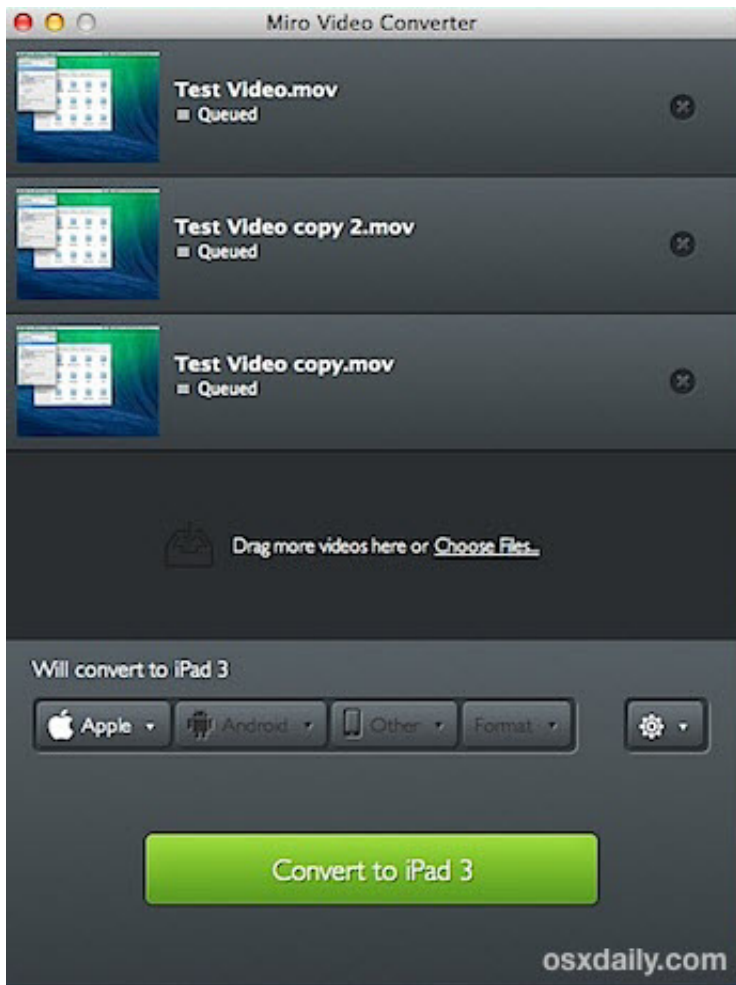 Miro Video Converter
Test Video.mov
Queued
Test Video copy 2.mov
Queued
Test Video copy.mov
Queued
Drag more videos here or Choose Files...
Will convert to iPad 3
Apple Android Other Format
Convert to iPad 3
osxdaily.com